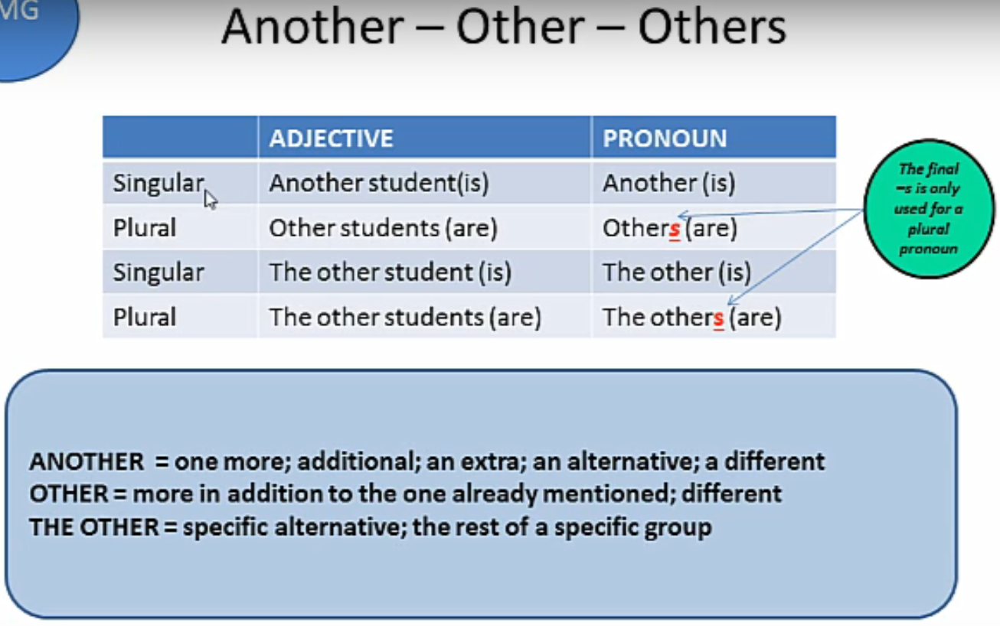 MG
Another – Other – Others
ADJECTIVE PRONOUN
Singular Another student(is) Another (is)
Plural Other students (are) Others (are)
Singular The other student (is) The other (is)
Plural The other students (are) The others (are)
The final
–s is only
used for a
plural
pronoun
ANOTHER = one more; additional; an extra; an alternative; a different
OTHER = more in addition to the one already mentioned; different
THE OTHER = specific alternative; the rest of a specific group